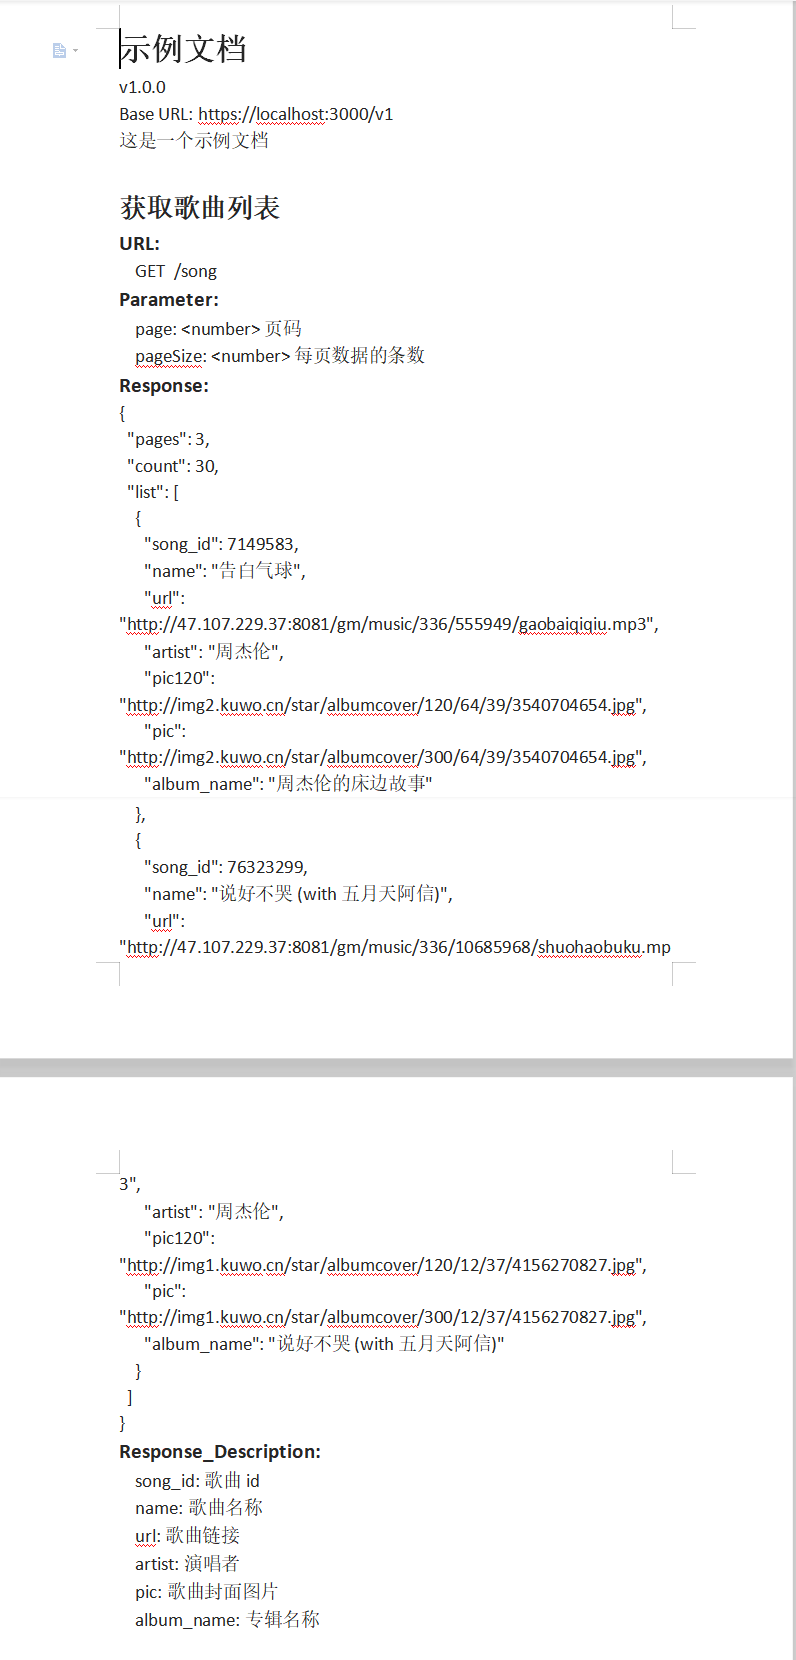 示例文档
v1.0.0
Base URL: https://localhost:3000/v1
这是一个示例文档
获取歌曲列表
URL:
GET /song
Parameter:
page: <number> 页码
pageSize: <number> 每页数据的条数
Response:
{
"pages": 3,
"count": 30,
"list": [
{
"song_id": 7149583,
"name": "告白气球",
"url":
"http://47.107.229.37:8081/gm/music/336/555949/gaobaiqiqiu.mp3",
"artist": "周杰伦",
"pic120":
"http://img2.kuwo.cn/star/albumcover/120/64/39/3540704654.jpg",
"pic":
"http://img2.kuwo.cn/star/albumcover/300/64/39/3540704654.jpg",
"album_name": "周杰伦的床边故事"
},
{
"song_id": 76323299,
"name": "说好不哭 (with 五月天阿信)",
"url":
"http://47.107.229.37:8081/gm/music/336/10685968/shuohaobuku.mp
3",
"artist": "周杰伦",
"pic120":
"http://img1.kuwo.cn/star/albumcover/120/12/37/4156270827.jpg",
"pic":
"http://img1.kuwo.cn/star/albumcover/300/12/37/4156270827.jpg",
"album_name": "说好不哭 (with 五月天阿信)"
}
]
}
Response_Description:
song_id: 歌曲 id
name: 歌曲名称
url: 歌曲链接
artist: 演唱者
pic: 歌曲封面图片
album_name: 专辑名称